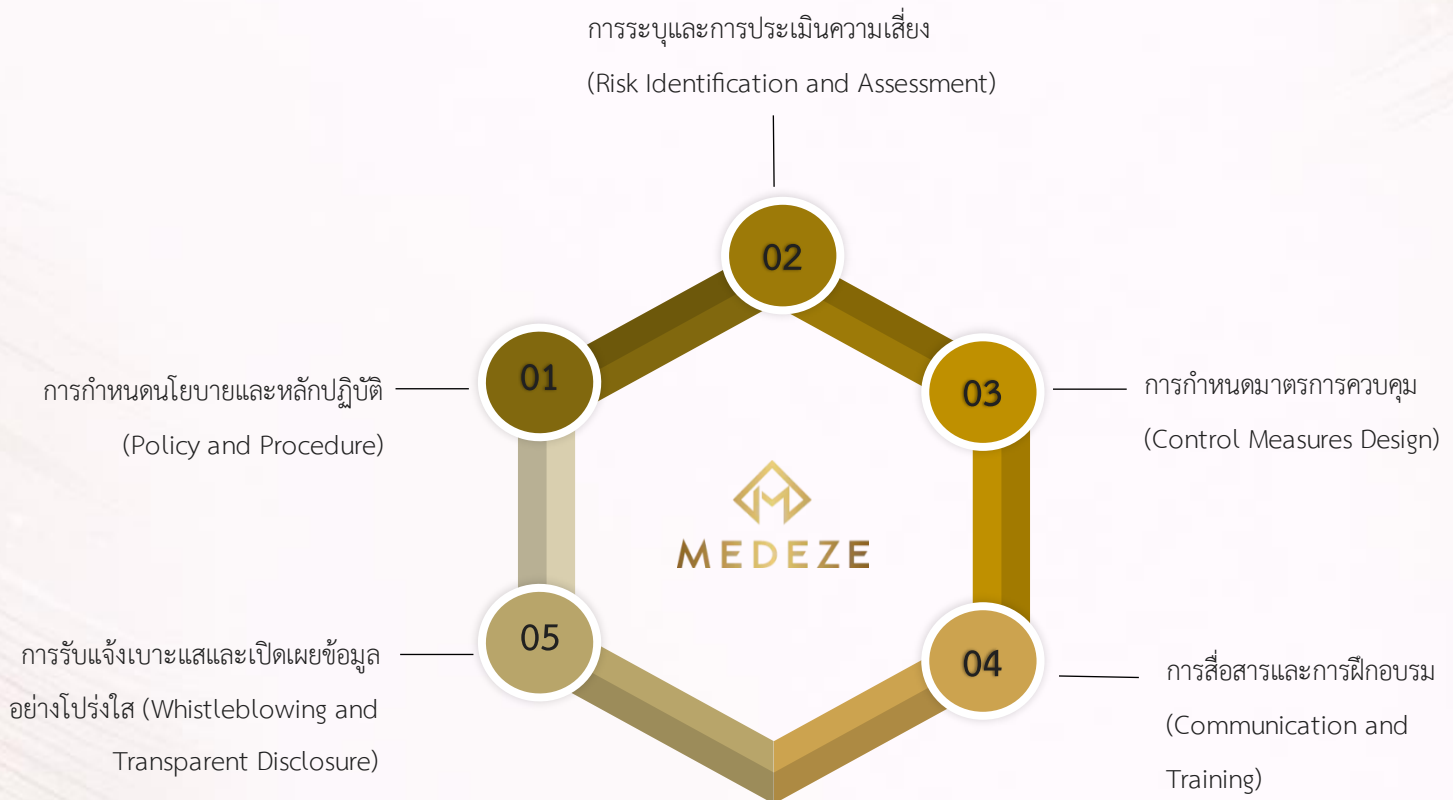 การระบุและการประเมินความเสี่ยง
(Risk Identification and Assessment)
02
01
การกำหนดนโยบายและหลักปฏิบัติ
(Policy and Procedure)
03
การกำหนดมาตรการควบคุม
(Control Measures Design)
MEDEZE
05
การรับแจ้งเบาะแสและเปิดเผยข้อมูล
อย่างโปร่งใส (Whistleblowing and
Transparent Disclosure)
04
การสื่อสารและการฝึกอบรม
(Communication and
Training)